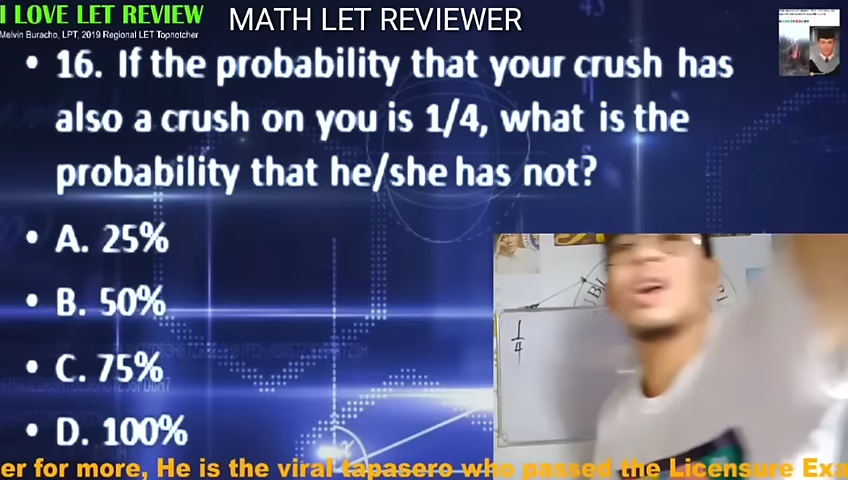 I LOVE LET REVIEW
Melvin Buracho, LPT, 2019 Regional LET Topnotcher
MATH LET REVIEWER
• 16. If the probability that your crush has
also a crush on you is 1/4, what is the
probability that he/she has not?
• A. 25%
• B. 50%
• C. 75%
• D. 100%
1
4
er for more, He is the viral tapasero who passed the Licensure Exa